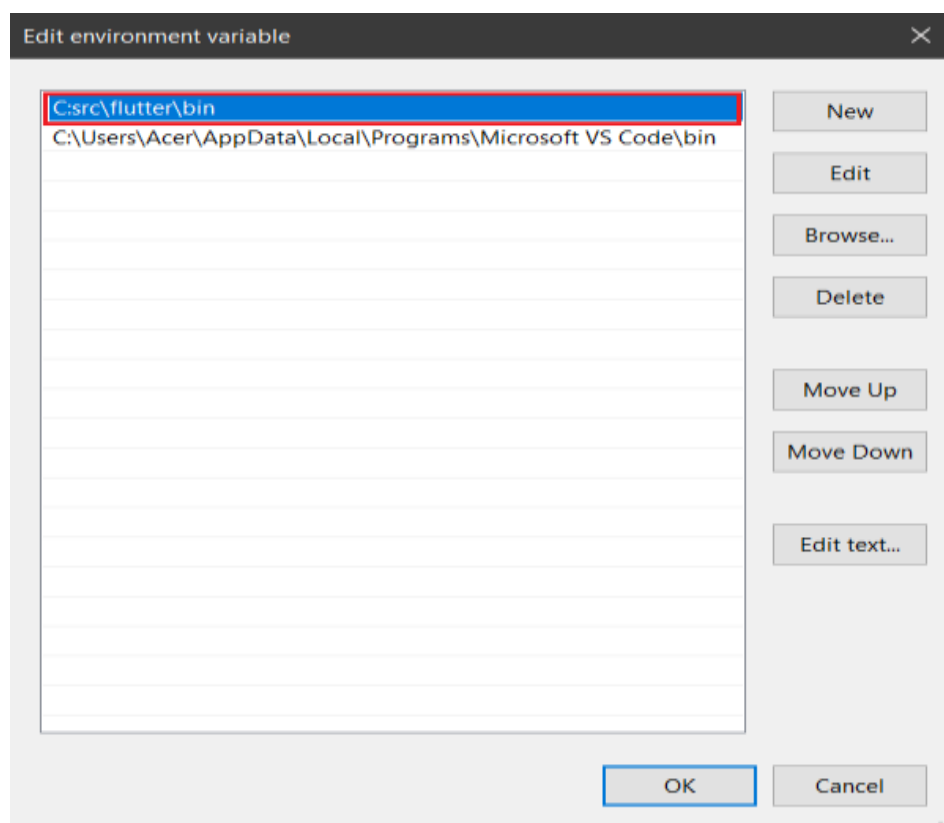 Edit environment variable
C:src\flutter\bin
C:\Users\Acer\AppData\Local\Programs\Microsoft VS Code\bin
New
Edit
Browse...
Delete
Move Up
Move Down
Edit text...
OK
Cancel